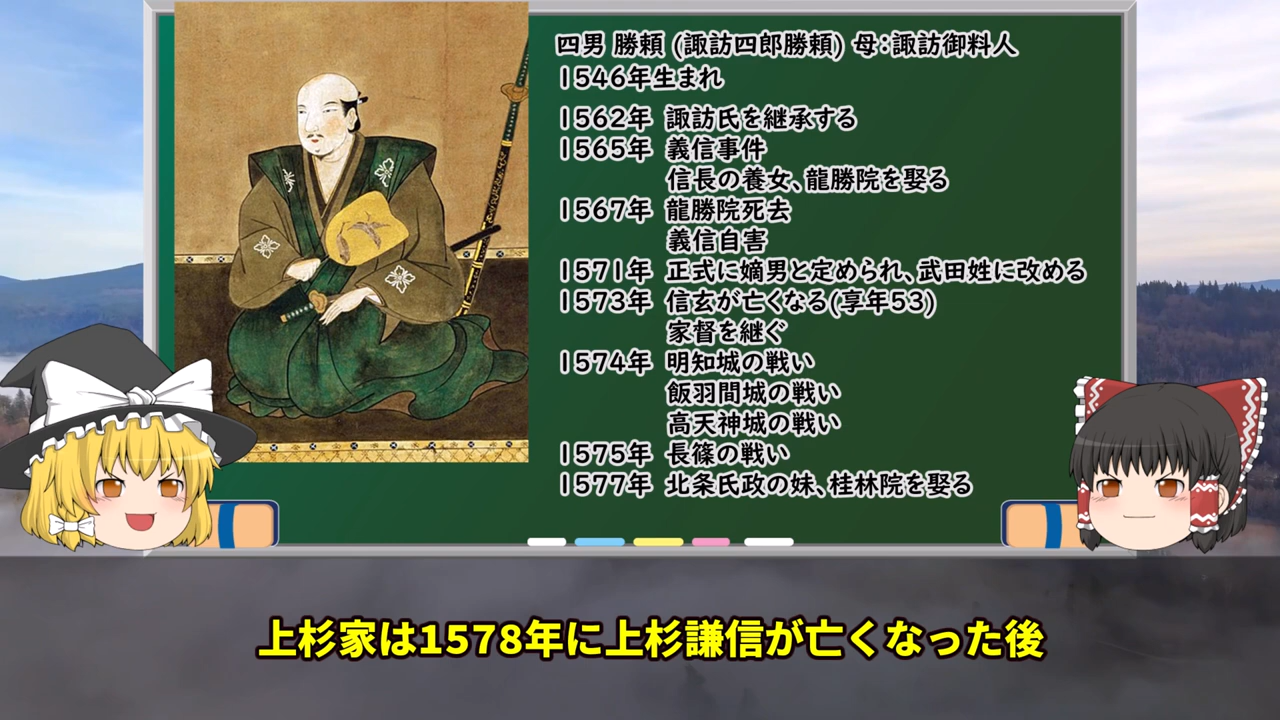 四男 勝頼 (諏訪四郎勝頼) 母:諏訪御料人
1546年生まれ
1562年 諏訪氏を継承する
1565年 義信事件
信長の養女、龍勝院を娶る
1567年 龍勝院死去
義信自害
1571年 正式に嫡男と定められ、武田姓に改める
1573年 信玄が亡くなる(享年53)
家督を継ぐ
1574年 明知城の戦い
飯羽間城の戦い
高天神城の戦い
1575年 長篠の戦い
1577年 北条氏政の妹、桂林院を娶る
上杉家は1578年に上杉謙信が亡くなった後